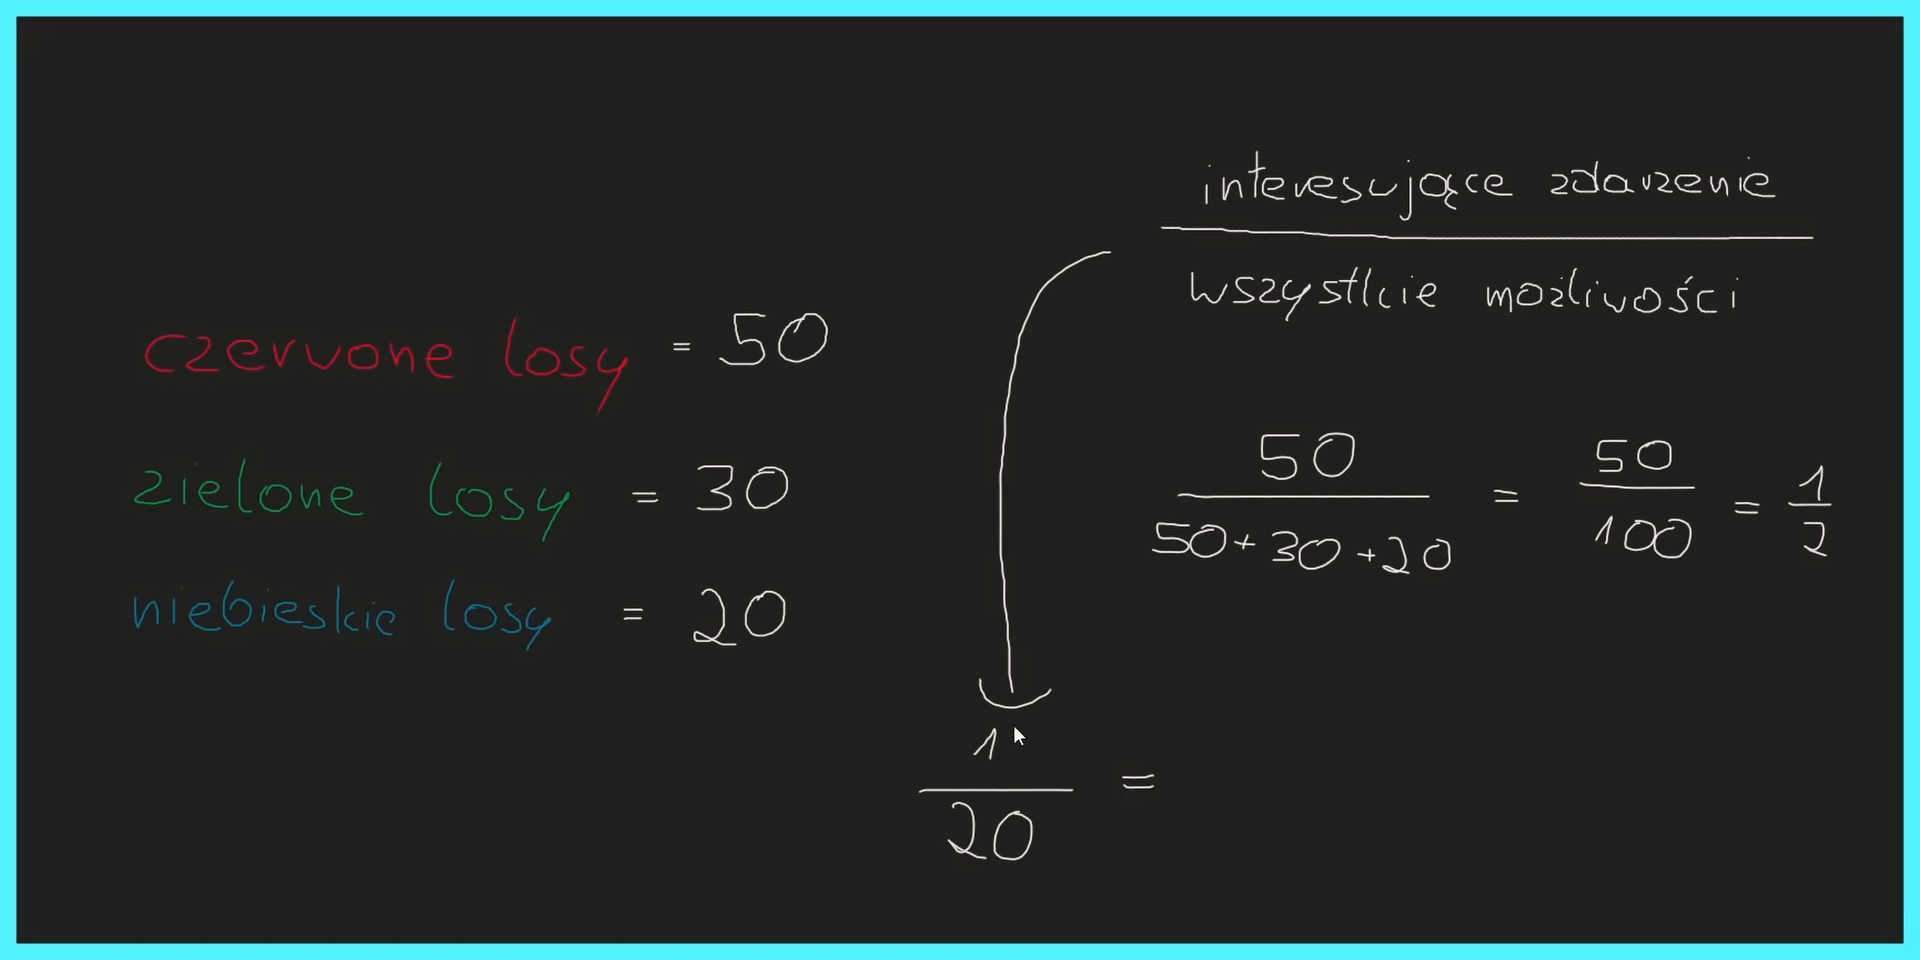 czerwone losy = 50
zielone losy = 30
niebieskie losy = 20
interesujące zdarzenie
wszystkie możliwości
50
50+30+20
=
50
100
=
1
2
1
20
=